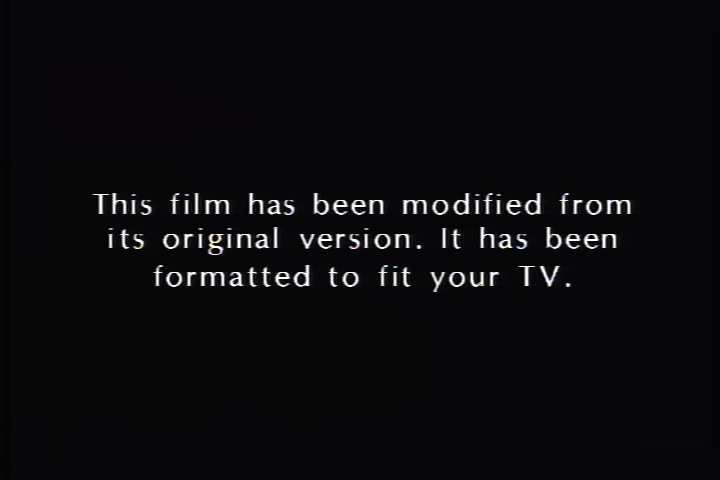 This film has been modified from
its original version. It has been
formatted to fit your TV.